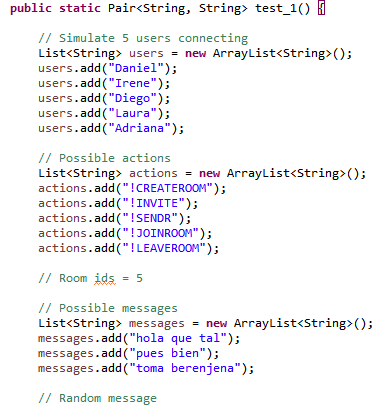 public static Pair<String, String> test_1() {
// Simulate 5 users connecting
List<String> users = new ArrayList<String>();
users.add("Daniel");
users.add("Irene");
users.add("Diego");
users.add("Laura");
users.add("Adriana");
// Possible actions
List<String> actions = new ArrayList<String>();
actions.add("!CREATEROOM");
actions.add("!INVITE");
actions.add("!SENDR");
actions.add("!JOINROOM");
actions.add("!LEAVEROOM");
// Room ids = 5
// Possible messages
List<String> messages = new ArrayList<String>();
messages.add("hola que tal");
messages.add("pues bien");
messages.add("toma berenjena");
// Random message